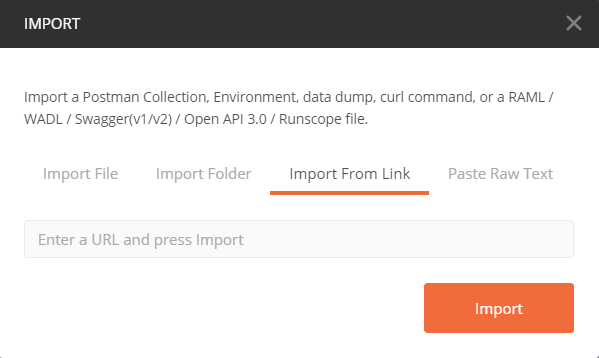 IMPORT
Import a Postman Collection, Environment, data dump, curl command, or a RAML /
WADL / Swagger(v1/v2) / Open API 3.0 / Runscope file.
Import File Import Folder Import From Link Paste Raw Text
Enter a URL and press Import
Import